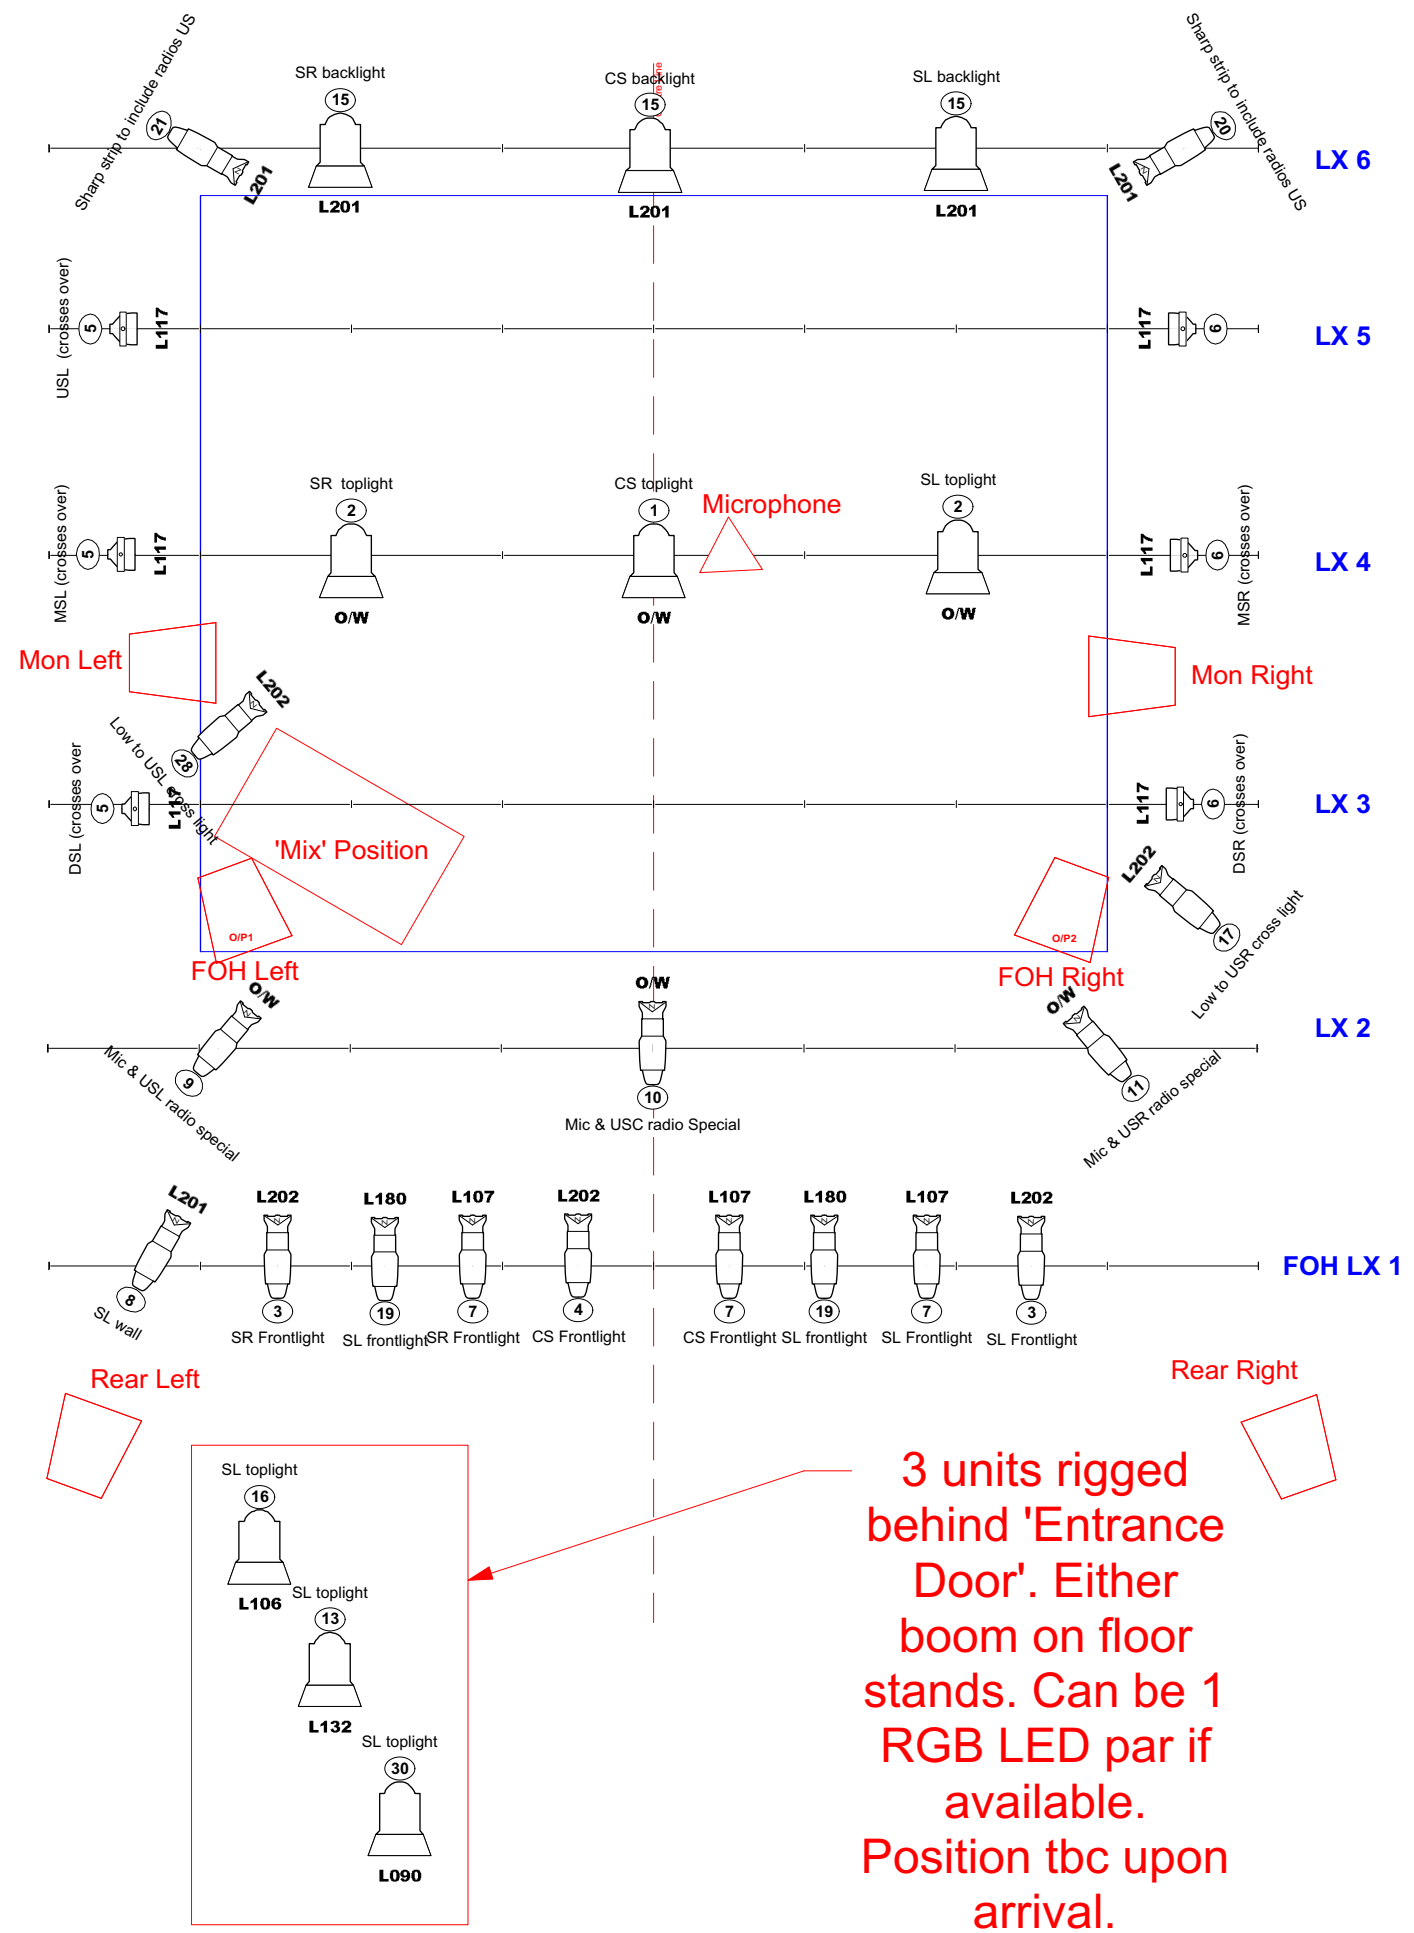 Sharp strip to include radios US
SR backlight
CS backlight
SL backlight
Sharp strip to include radios US
21
15
15
15
20
LX 6
L201
L201
L201
L201
L201
USL (crosses over)
5
L117
L117
6
LX 5
SR toplight
CS toplight
SL toplight
2
1
2
Microphone
MSL (crosses over)
5
L117
L117
6
MSR (crosses over)
LX 4
O/W
O/W
O/W
Mon Left
Mon Right
L202
28
Low to USL cross light
DSL (crosses over
5
L117
L117
6
DSR (crosses over)
LX 3
'Mix' Position
L202
17
Low to USR cross light
O/P1
O/P2
FOH Left
FOH Right
O/W
O/W
O/W
LX 2
9
10
11
Mic & USL radio special
Mic & USC radio Special
Mic & USR radio special
L201
L202
L180
L107
L202
L107
L180
L107
L202
FOH LX 1
8
3
19
7
4
7
19
7
3
SL wall
SR Frontlight
SL frontlight
SR Frontlight
CS Frontlight
CS Frontlight
SL frontlight
SL Frontlight
SL Frontlight
Rear Left
Rear Right
SL toplight
16
L106
SL toplight
13
L132
SL toplight
30
L090
3 units rigged
behind 'Entrance
Door'. Either
boom on floor
stands. Can be 1
RGB LED par if
available.
Position tbc upon
arrival.